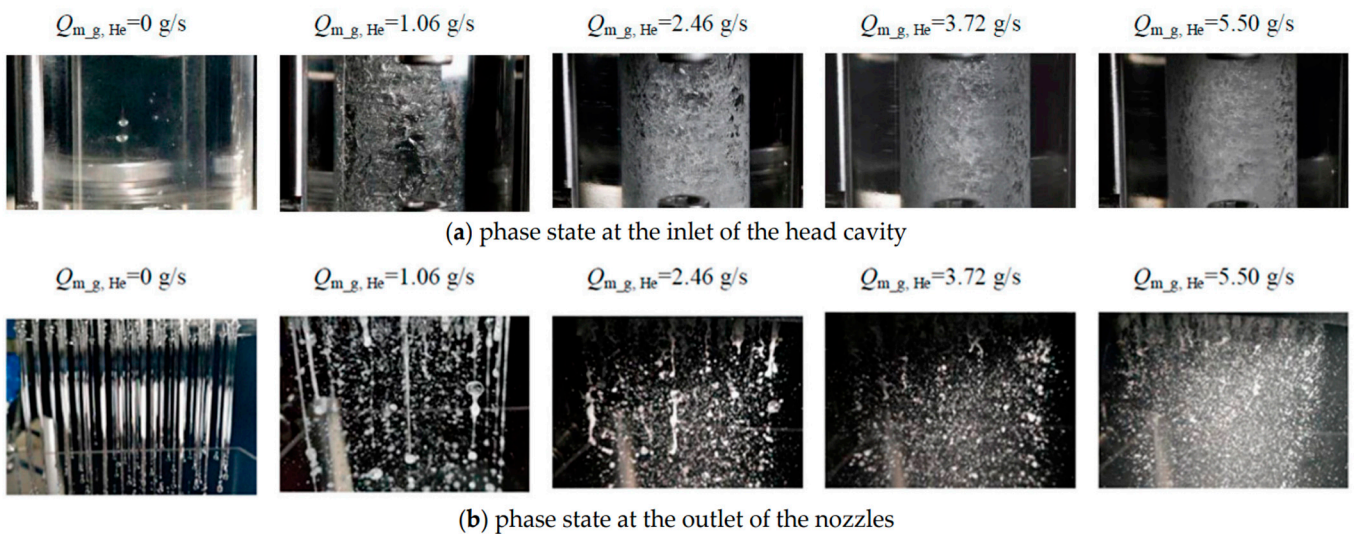 Qm_g, He=0 g/s Qm_g, He=1.06 g/s Qm_g, He=2.46 g/s Qm_g, He=3.72 g/s Qm_g, He=5.50 g/s
(a) phase state at the inlet of the head cavity
Qm_g, He=0 g/s Qm_g, He=1.06 g/s Qm_g, He=2.46 g/s Qm_g, He=3.72 g/s Qm_g, He=5.50 g/s
(b) phase state at the outlet of the nozzles